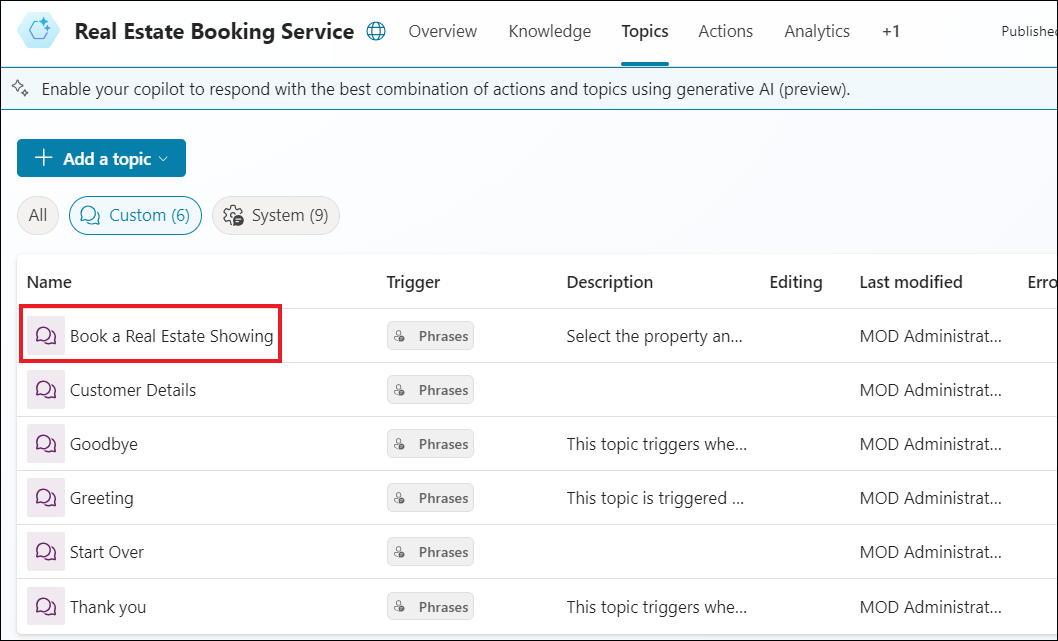 Real Estate Booking Service Overview Knowledge Topics Actions Analytics +1 Published
Enable your copilot to respond with the best combination of actions and topics using generative AI (preview).
Add a topic
All Custom (6) System (9)
Name Trigger Description Editing Last modified Erro
Book a Real Estate Showing Phrases Select the property an... MOD Administrat...
Customer Details Phrases MOD Administrat...
Goodbye Phrases This topic triggers whe... MOD Administrat...
Greeting Phrases This topic is triggered ... MOD Administrat...
Start Over Phrases MOD Administrat...
Thank you Phrases This topic triggers whe... MOD Administrat...